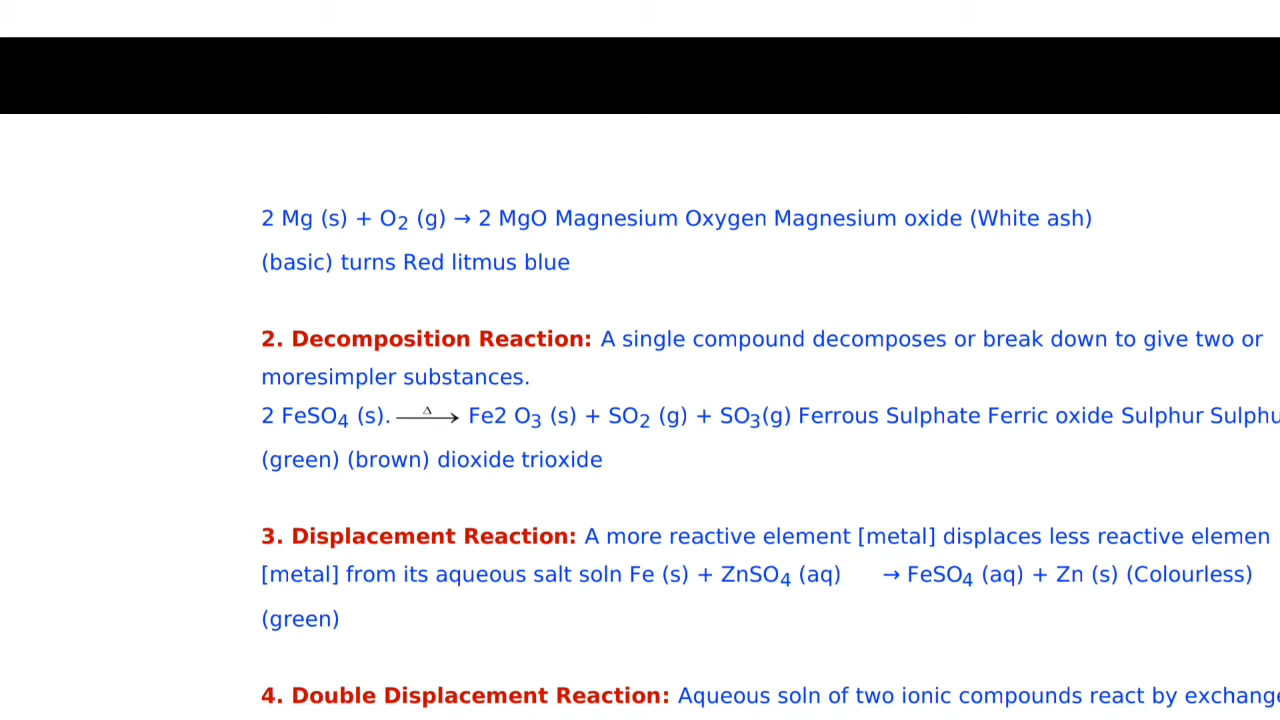 2 Mg (s) + O2 (g) → 2 MgO Magnesium Oxygen Magnesium oxide (White ash)
(basic) turns Red litmus blue
2. Decomposition Reaction: A single compound decomposes or break down to give two or
moresimpler substances.
2 FeSO4 (s). —Δ→ Fe2 O3 (s) + SO2 (g) + SO3(g) Ferrous Sulphate Ferric oxide Sulphur Sulphu
(green) (brown) dioxide trioxide
3. Displacement Reaction: A more reactive element [metal] displaces less reactive elemen
[metal] from its aqueous salt soln Fe (s) + ZnSO4 (aq) → FeSO4 (aq) + Zn (s) (Colourless)
(green)
4. Double Displacement Reaction: Aqueous soln of two ionic compounds react by exchange